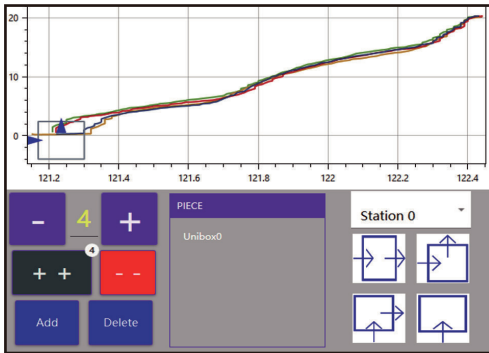 20
10
0
121.2 121.4 121.6 121.8 122 122.2 122.4
- 4 +
PIECE
Station 0
Unibox0
4
+ + - -
Add Delete